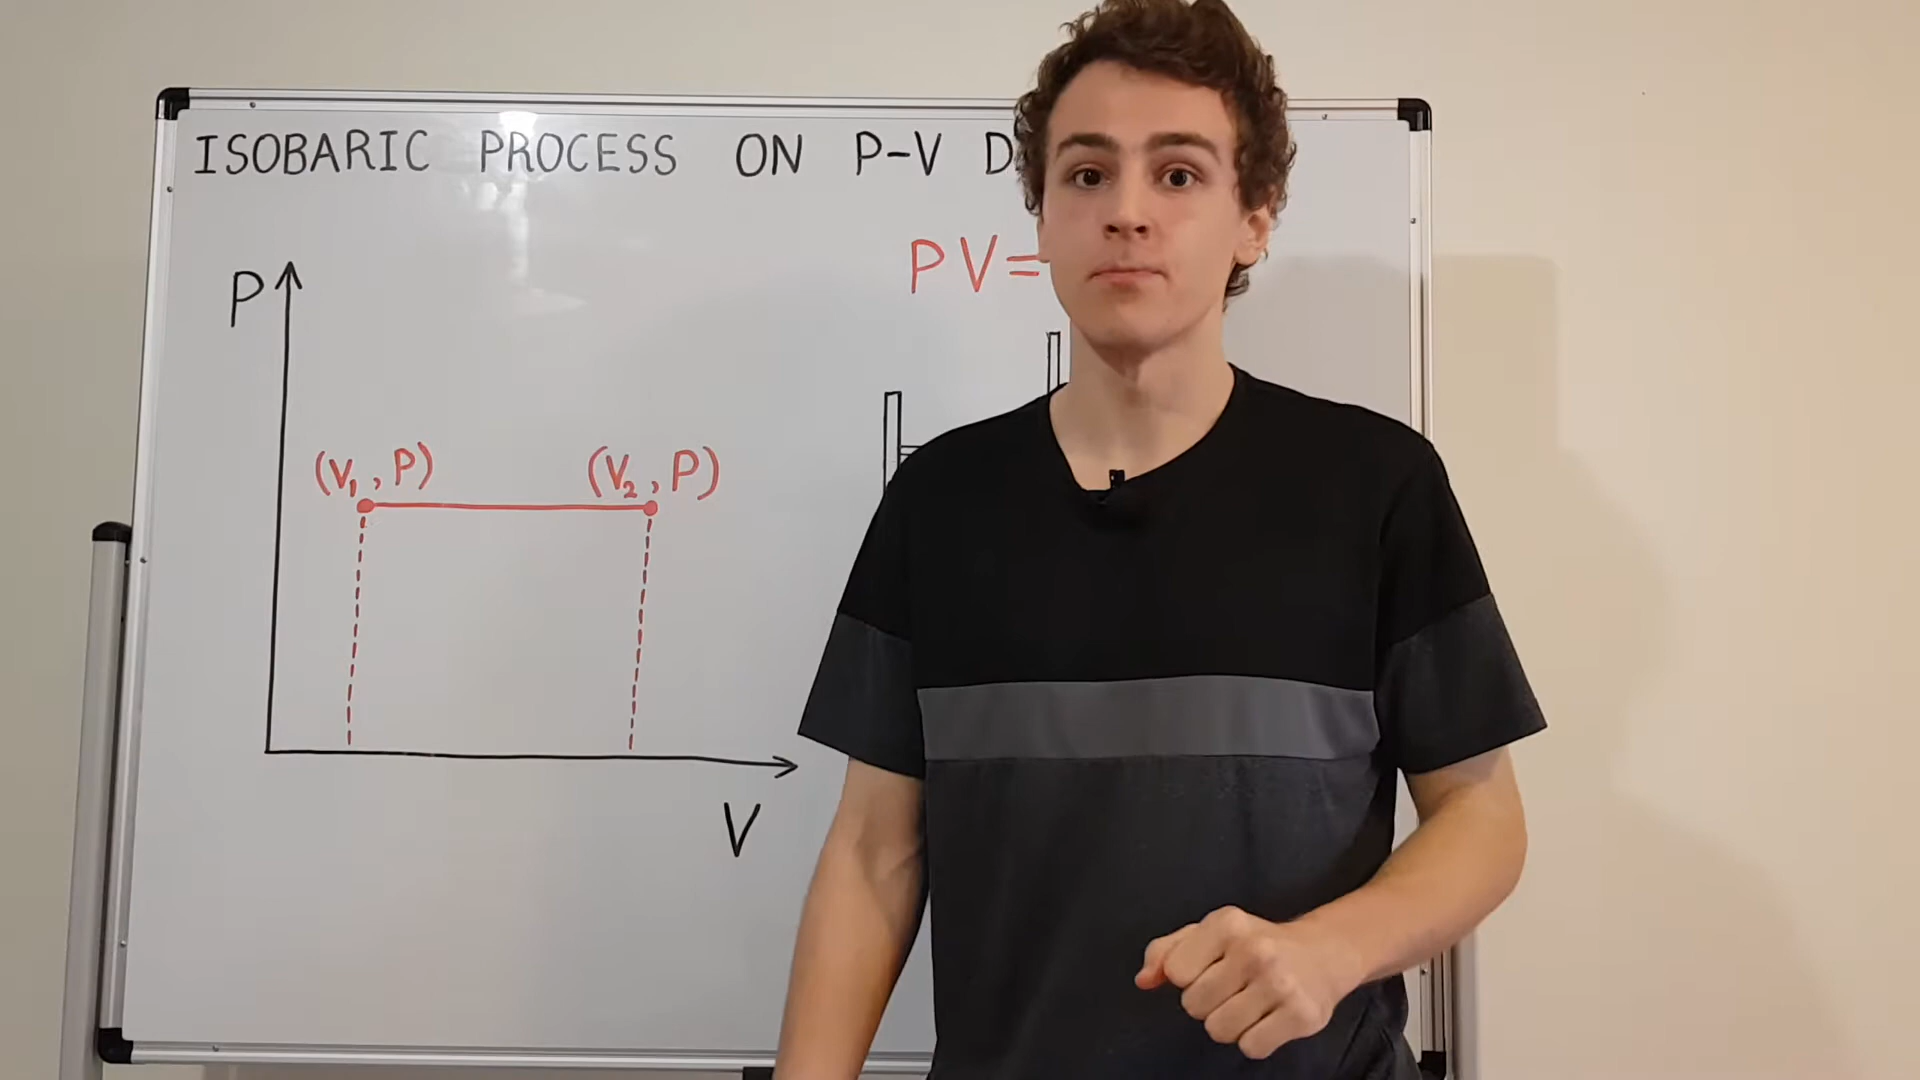 ISOBARIC PROCESS ON P-V D
PV=
P
(V₁, P) (V₂, P)
V